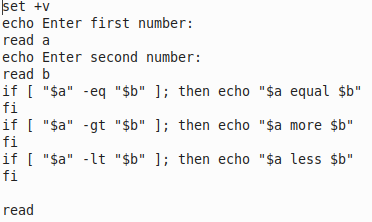 set +v
echo Enter first number:
read a
echo Enter second number:
read b
if [ "$a" -eq "$b" ]; then echo "$a equal $b"
fi
if [ "$a" -gt "$b" ]; then echo "$a more $b"
fi
if [ "$a" -lt "$b" ]; then echo "$a less $b"
fi

read